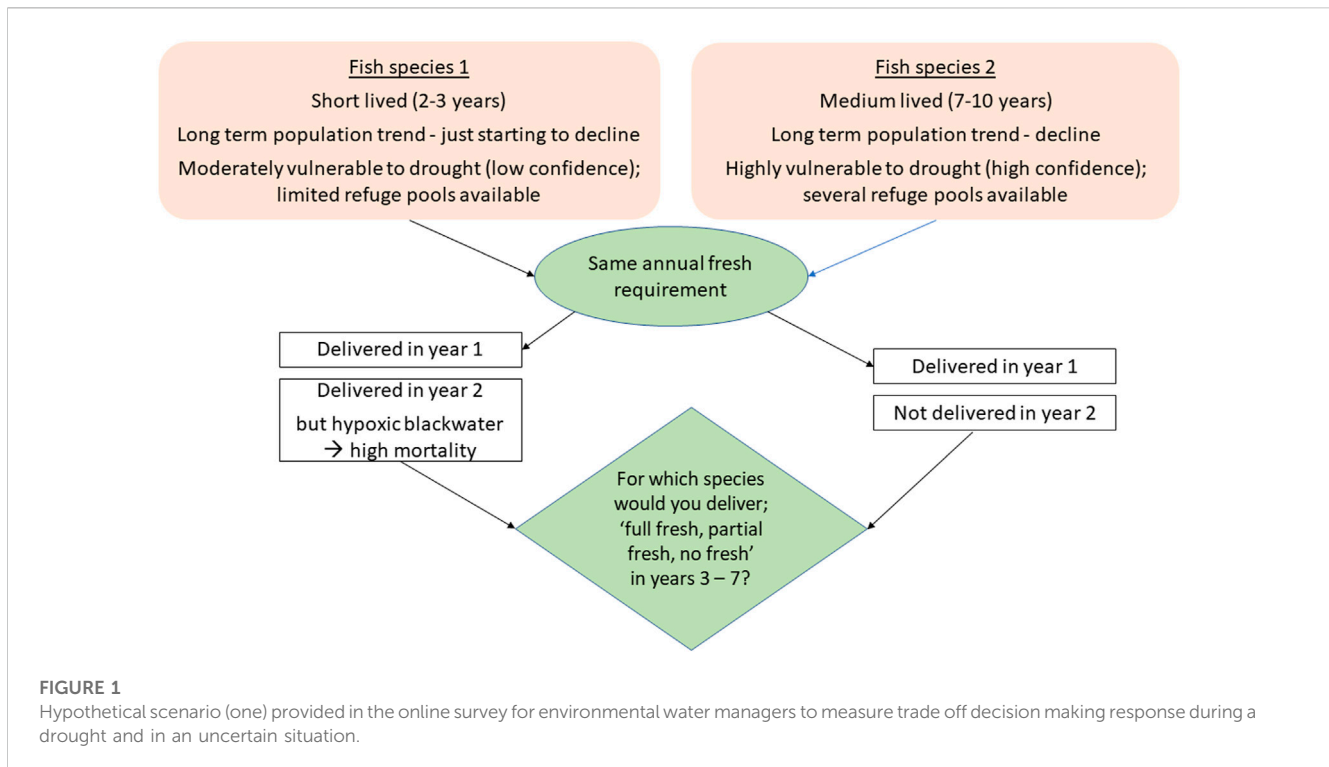 Fish species 1
Short lived (2-3 years)
Long term population trend - just starting to decline
Moderately vulnerable to drought (low confidence);
limited refuge pools available
Fish species 2
Medium lived (7-10 years)
Long term population trend - decline
Highly vulnerable to drought (high confidence);
several refuge pools available
Same annual fresh
requirement
Delivered in year 1
Delivered in year 2
but hypoxic blackwater
→ high mortality
Delivered in year 1
Not delivered in year 2
For which species
would you deliver;
‘full fresh, partial
fresh, no fresh’
in years 3 – 7?
FIGURE 1
Hypothetical scenario (one) provided in the online survey for environmental water managers to measure trade off decision making response during a
drought and in an uncertain situation.